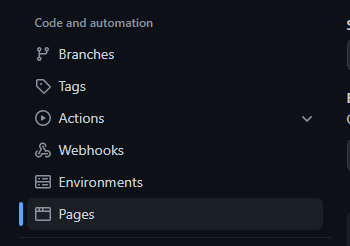 Code and automation
Branches
Tags
Actions
Webhooks
Environments
Pages